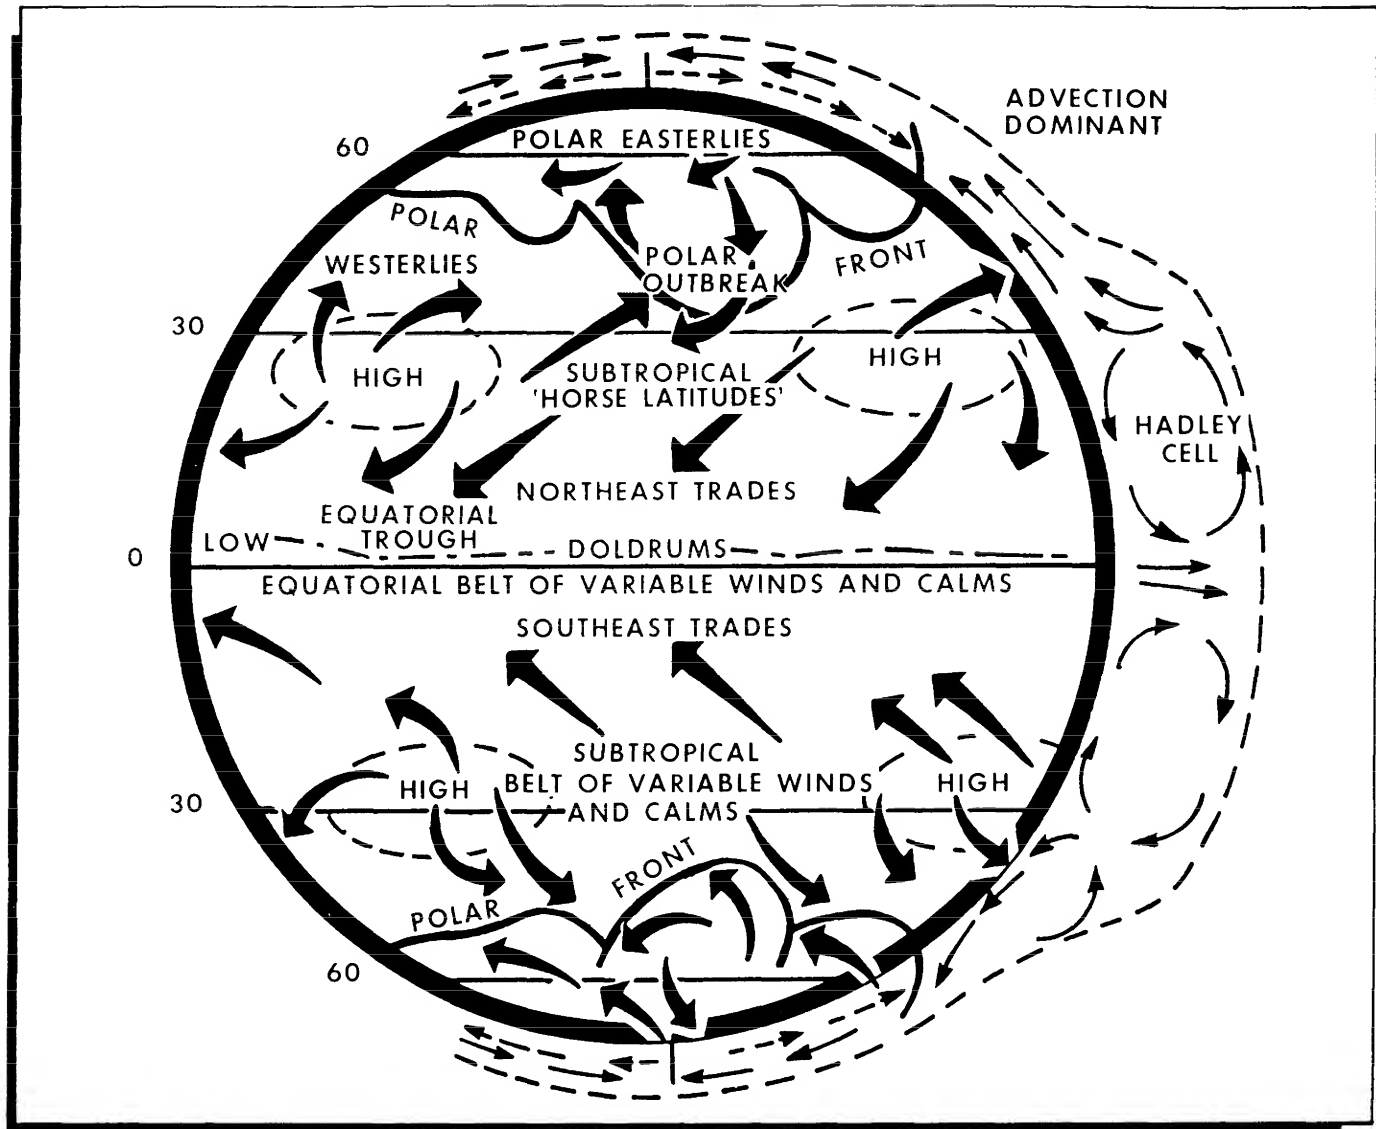 ADVECTION
DOMINANT
POLAR EASTERLIES
60
POLAR
FRONT
POLAR
OUTBREAK
WESTERLIES
30
HIGH
HIGH
SUBTROPICAL
'HORSE LATITUDES'
HADLEY
CELL
NORTHEAST TRADES
EQUATORIAL
TROUGH
LOW
DOLDRUMS
0
EQUATORIAL BELT OF VARIABLE WINDS AND CALMS
SOUTHEAST TRADES
SUBTROPICAL
BELT OF VARIABLE WINDS
AND CALMS
HIGH
HIGH
30
FRONT
POLAR
60